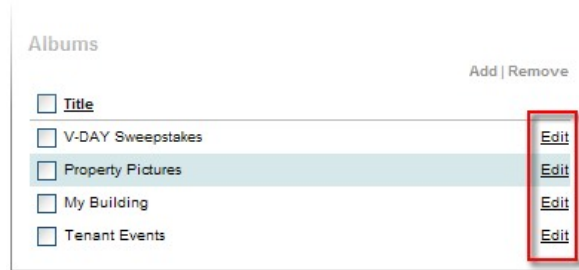 Albums
Add | Remove
Title
V-DAY Sweepstakes Edit
Property Pictures Edit
My Building Edit
Tenant Events Edit